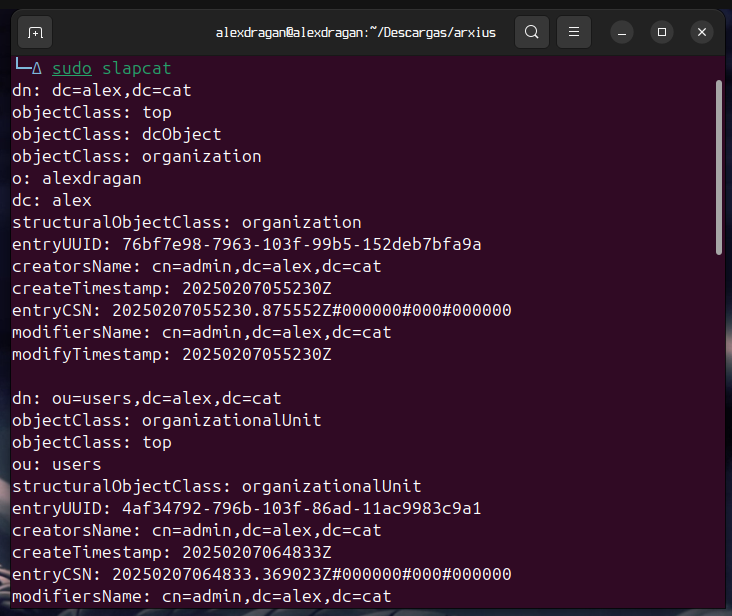 alexdragan@alexdragan:~/Descargas/arxius
sudo slapcat
dn: dc=alex,dc=cat
objectClass: top
objectClass: dcObject
objectClass: organization
o: alexdragan
dc: alex
structuralObjectClass: organization
entryUUID: 76bf7e98-7963-103f-99b5-152deb7bfa9a
creatorsName: cn=admin,dc=alex,dc=cat
createTimestamp: 20250207055230Z
entryCSN: 20250207055230.875552Z#000000#000#000000
modifiersName: cn=admin,dc=alex,dc=cat
modifyTimestamp: 20250207055230Z

dn: ou=users,dc=alex,dc=cat
objectClass: organizationalUnit
objectClass: top
ou: users
structuralObjectClass: organizationalUnit
entryUUID: 4af34792-796b-103f-86ad-11ac9983c9a1
creatorsName: cn=admin,dc=alex,dc=cat
createTimestamp: 20250207064833Z
entryCSN: 20250207064833.369023Z#000000#000#000000
modifiersName: cn=admin,dc=alex,dc=cat